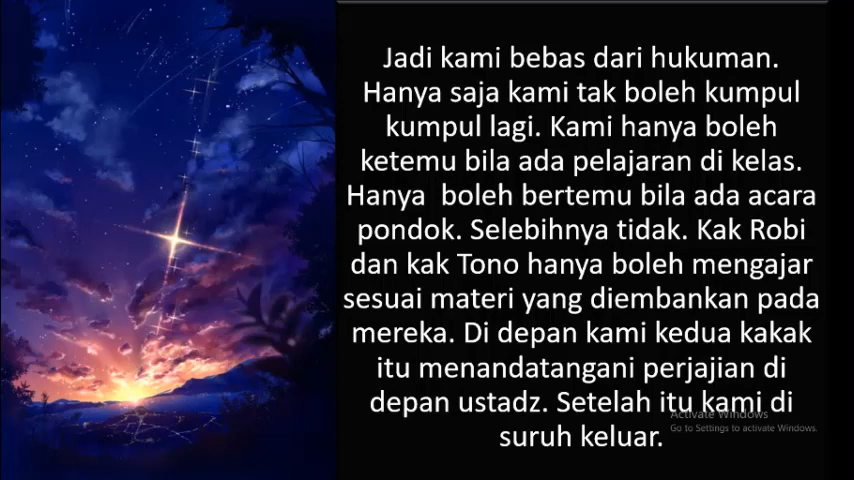 Jadi kami bebas dari hukuman.
Hanya saja kami tak boleh kumpul
kumpul lagi. Kami hanya boleh
ketemu bila ada pelajaran di kelas.
Hanya  boleh bertemu bila ada acara
pondok. Selebihnya tidak. Kak Robi
dan kak Tono hanya boleh mengajar
sesuai materi yang diembankan pada
mereka. Di depan kami kedua kakak
itu menandatangani perjajian di
depan ustadz. Setelah itu kami di
suruh keluar.
Activate Windows
Go to Settings to activate Windows.